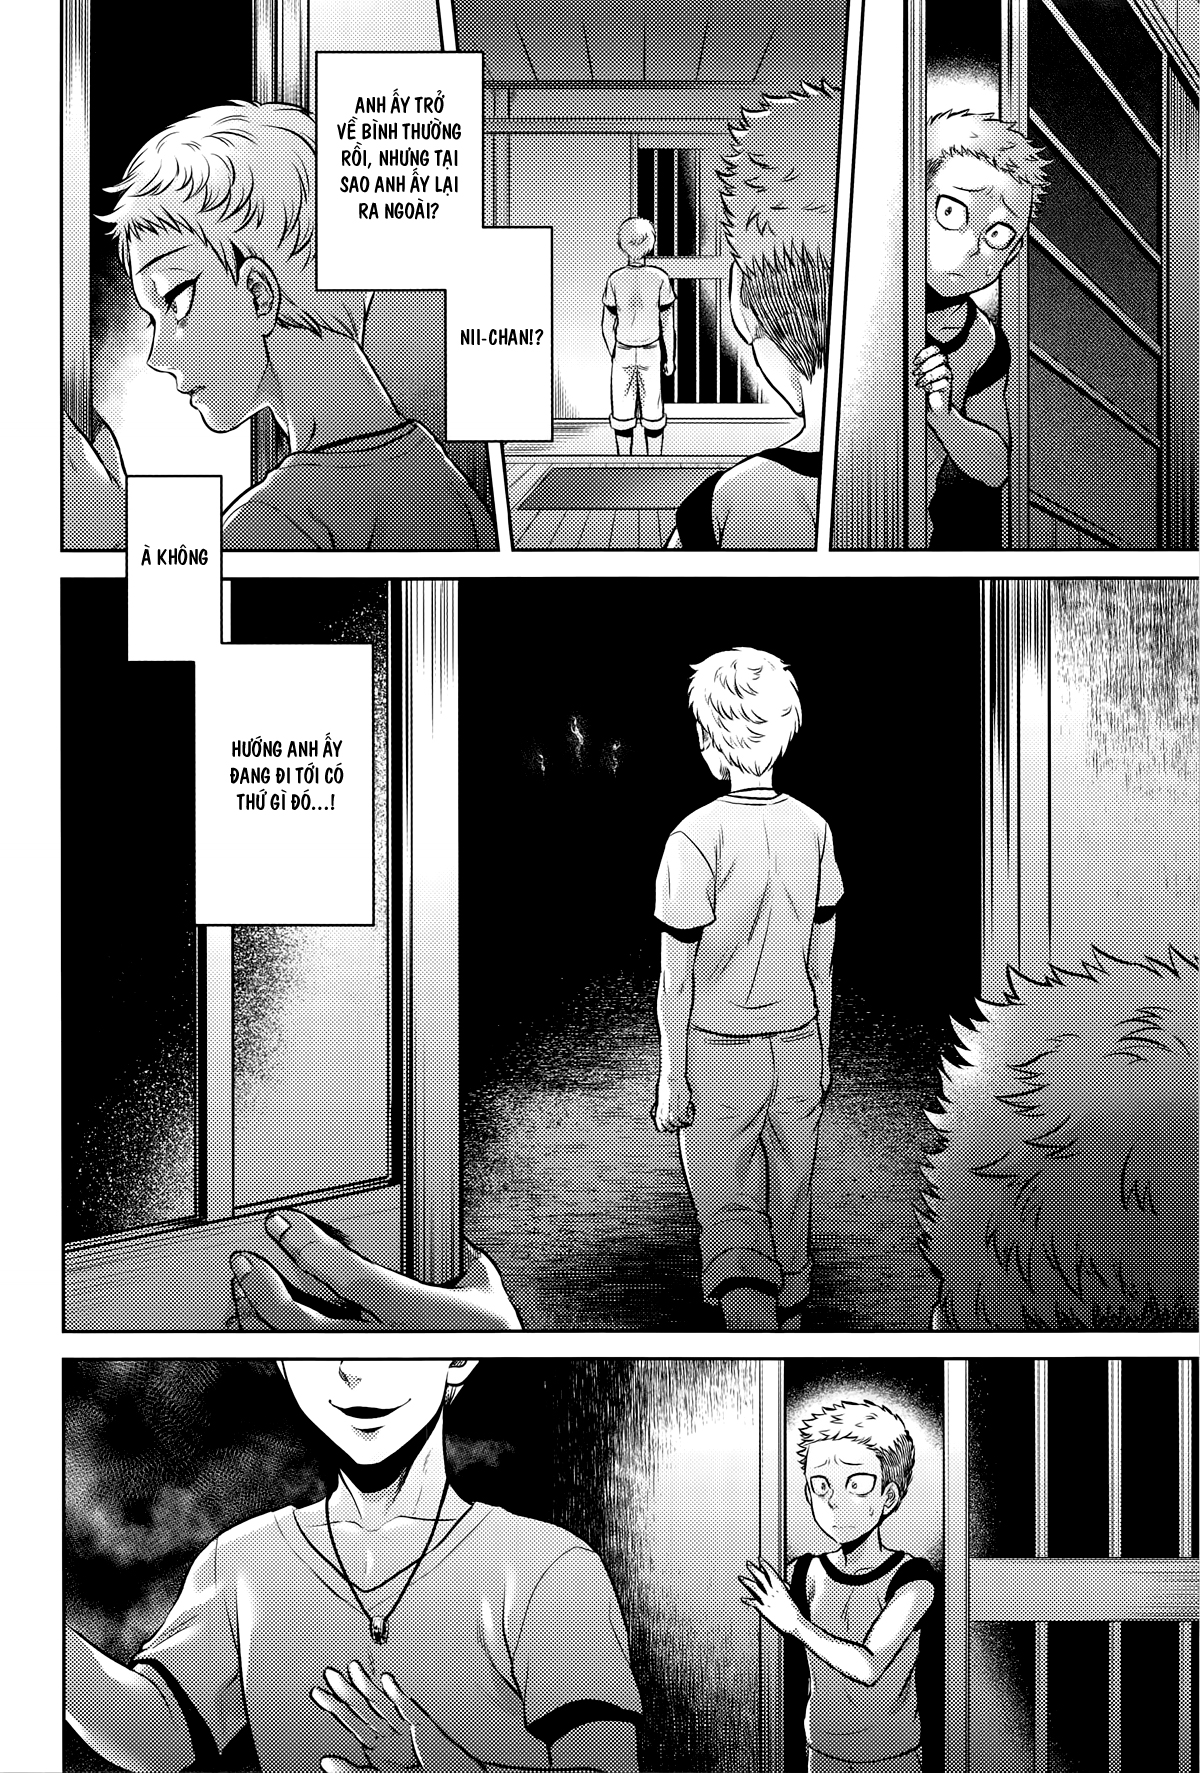 NII-CHAN!?
ANH ẤY TRỞ
VỀ BÌNH THƯỜNG
RỒI, NHƯNG TẠI
SAO ANH ẤY LẠI
RA NGOÀI?
À KHÔNG
HƯỚNG ANH ẤY
ĐANG ĐI TỚI CÓ
THỨ GÌ ĐÓ...!